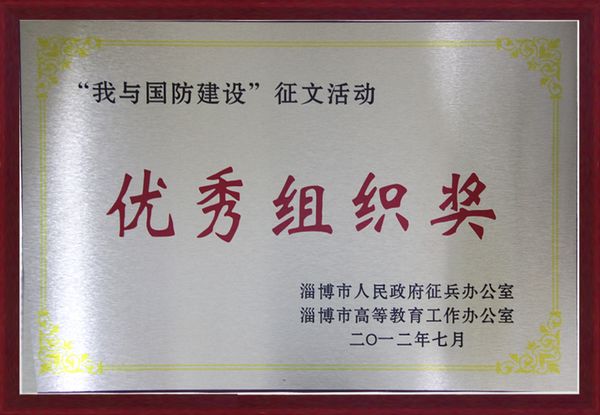 “我与国防建设”征文活动
优秀组织奖
淄博市人民政府征兵办公室
淄博市高等教育工作办公室
二〇一二年七月